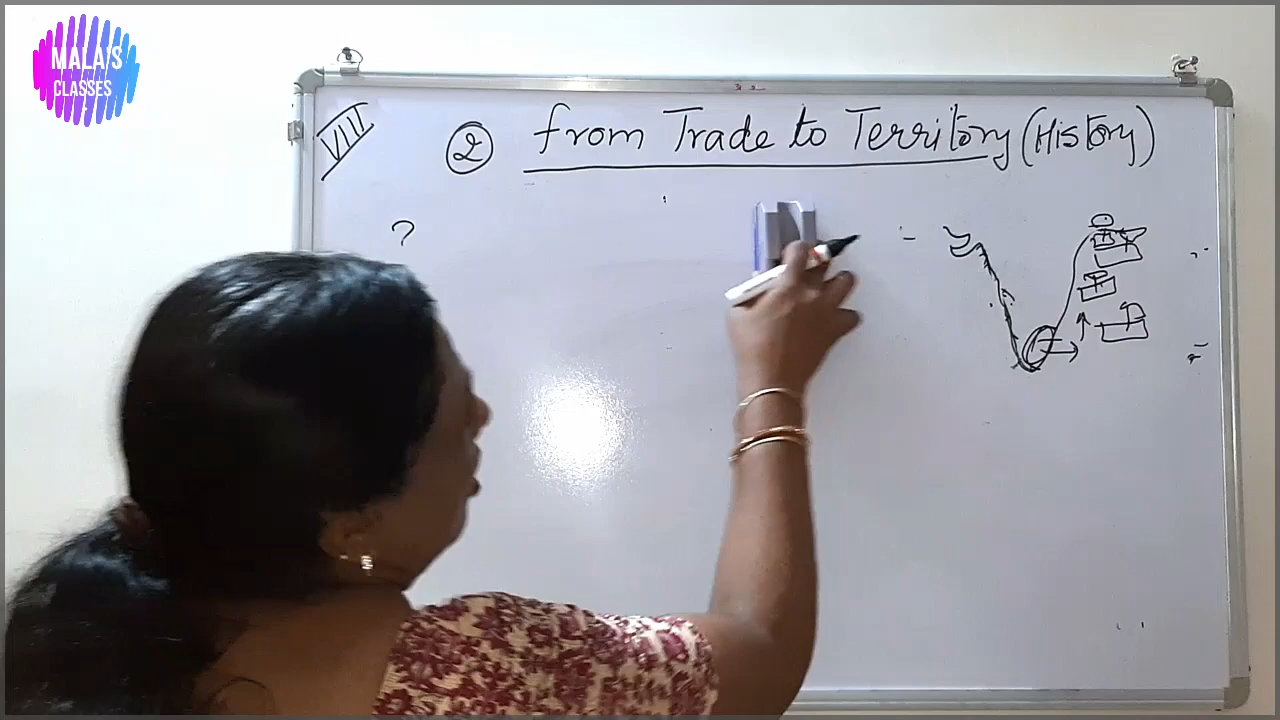 MALA'S
CLASSES
VIII
② from Trade to Territory (History)
?